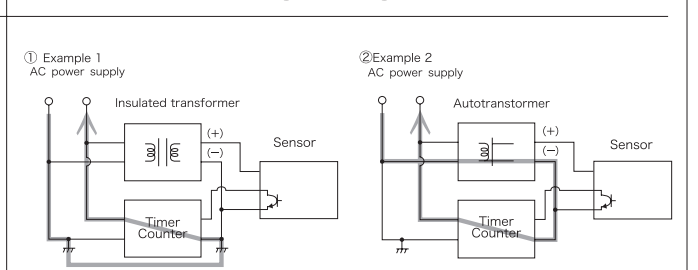 ① Example 1
AC power supply
Insulated transformer
(+)
(−)
Sensor
Timer
Counter
②Example 2
AC power supply
Autotranstormer
(+)
(−)
Sensor
Timer
Counter